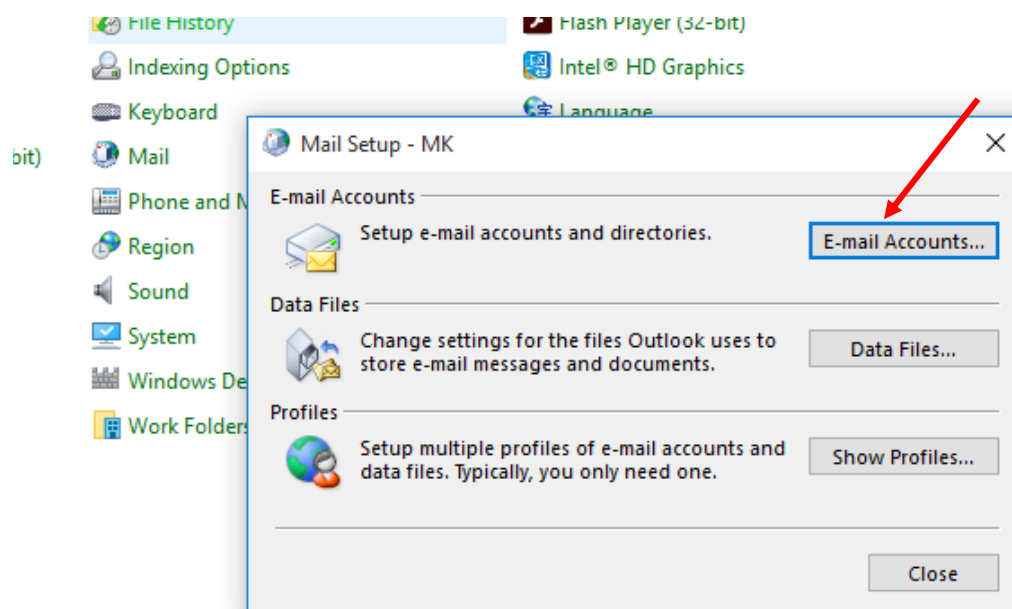 File History
Flash Player (32-bit)
Indexing Options
Intel® HD Graphics
Keyboard
Language
bit)
Mail
Phone and M
Region
Sound
System
Windows De
Work Folders
Mail Setup - MK
E-mail Accounts
Setup e-mail accounts and directories.
E-mail Accounts...
Data Files
Change settings for the files Outlook uses to
store e-mail messages and documents.
Data Files...
Profiles
Setup multiple profiles of e-mail accounts and
data files. Typically, you only need one.
Show Profiles...
Close